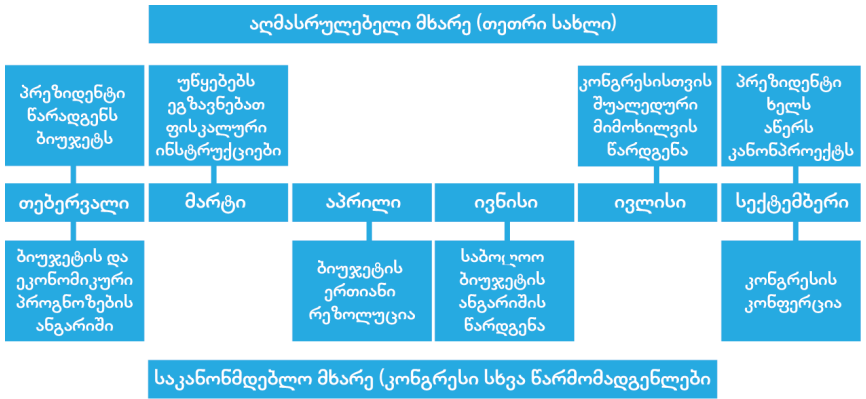 აღმასრულებელი მხარე (თეთრი სახლი)
პრეზიდენტი
წარადგენს
ბიუჯეტს
უწყებებს
ეგზავნებათ
ფისკალური
ინსტრუქციები
კონგრესისთვის
შუალედური
მიმოხილვის
წარდგენა
პრეზიდენტი
ხელს
აწერს
კანონპროექტს
თებერვალი
მარტი
აპრილი
ივნისი
ივლისი
სექტემბერი
ბიუჯეტის და
ეკონომიკური
პროგნოზების
ანგარიში
ბიუჯეტის
ერთიანი
რეზოლუცია
საბოლოო
ბიუჯეტის
ანგარიშის
წარდგენა
კონგრესის
კონფერცია
საკანონმდებლო მხარე (კონგრესი სხვა წარმომადგენლები